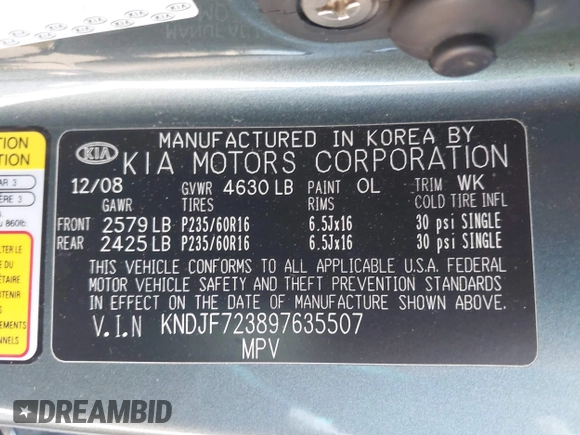 MANUFACTURED IN KOREA BY
KIA KIA MOTORS CORPORATION
12/08 GVWR 4630 LB PAINT OL TRIM WK
GAWR TIRES RIMS COLD TIRE INFL
FRONT 2579 LB P235/60R16 6.5Jx16 30 psi SINGLE
REAR 2425 LB P235/60R16 6.5Jx16 30 psi SINGLE
THIS VEHICLE CONFORMS TO ALL APPLICABLE U.S.A. FEDERAL
MOTOR VEHICLE SAFETY AND THEFT PREVENTION STANDARDS
IN EFFECT ON THE DATE OF MANUFACTURE SHOWN ABOVE.
V.I.N KNDJF723897635507
MPV
DREAMBID